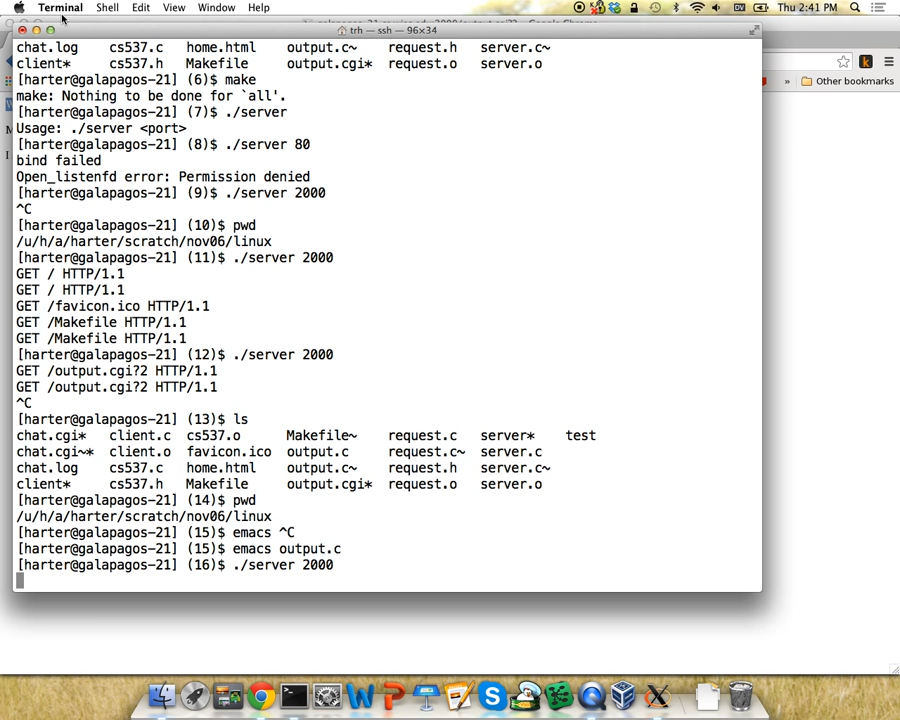 Terminal Shell Edit View Window Help
Thu 2:41 PM
trh — ssh — 96×34
chat.log cs537.c home.html output.c~ request.h server.c~
client* cs537.h Makefile output.cgi* request.o server.o
[harter@galapagos-21] (6)$ make
make: Nothing to be done for `all'.
[harter@galapagos-21] (7)$ ./server
Usage: ./server <port>
[harter@galapagos-21] (8)$ ./server 80
bind failed
Open_listenfd error: Permission denied
[harter@galapagos-21] (9)$ ./server 2000
^C
[harter@galapagos-21] (10)$ pwd
/u/h/a/harter/scratch/nov06/linux
[harter@galapagos-21] (11)$ ./server 2000
GET / HTTP/1.1
GET / HTTP/1.1
GET /favicon.ico HTTP/1.1
GET /Makefile HTTP/1.1
GET /Makefile HTTP/1.1
[harter@galapagos-21] (12)$ ./server 2000
GET /output.cgi?2 HTTP/1.1
GET /output.cgi?2 HTTP/1.1
^C
[harter@galapagos-21] (13)$ ls
chat.cgi* client.c cs537.o Makefile~ request.c server* test
chat.cgi~* client.o favicon.ico output.c request.c~ server.c
chat.log cs537.c home.html output.c~ request.h server.c~
client* cs537.h Makefile output.cgi* request.o server.o
[harter@galapagos-21] (14)$ pwd
/u/h/a/harter/scratch/nov06/linux
[harter@galapagos-21] (15)$ emacs ^C
[harter@galapagos-21] (15)$ emacs output.c
[harter@galapagos-21] (16)$ ./server 2000
» Other bookmarks